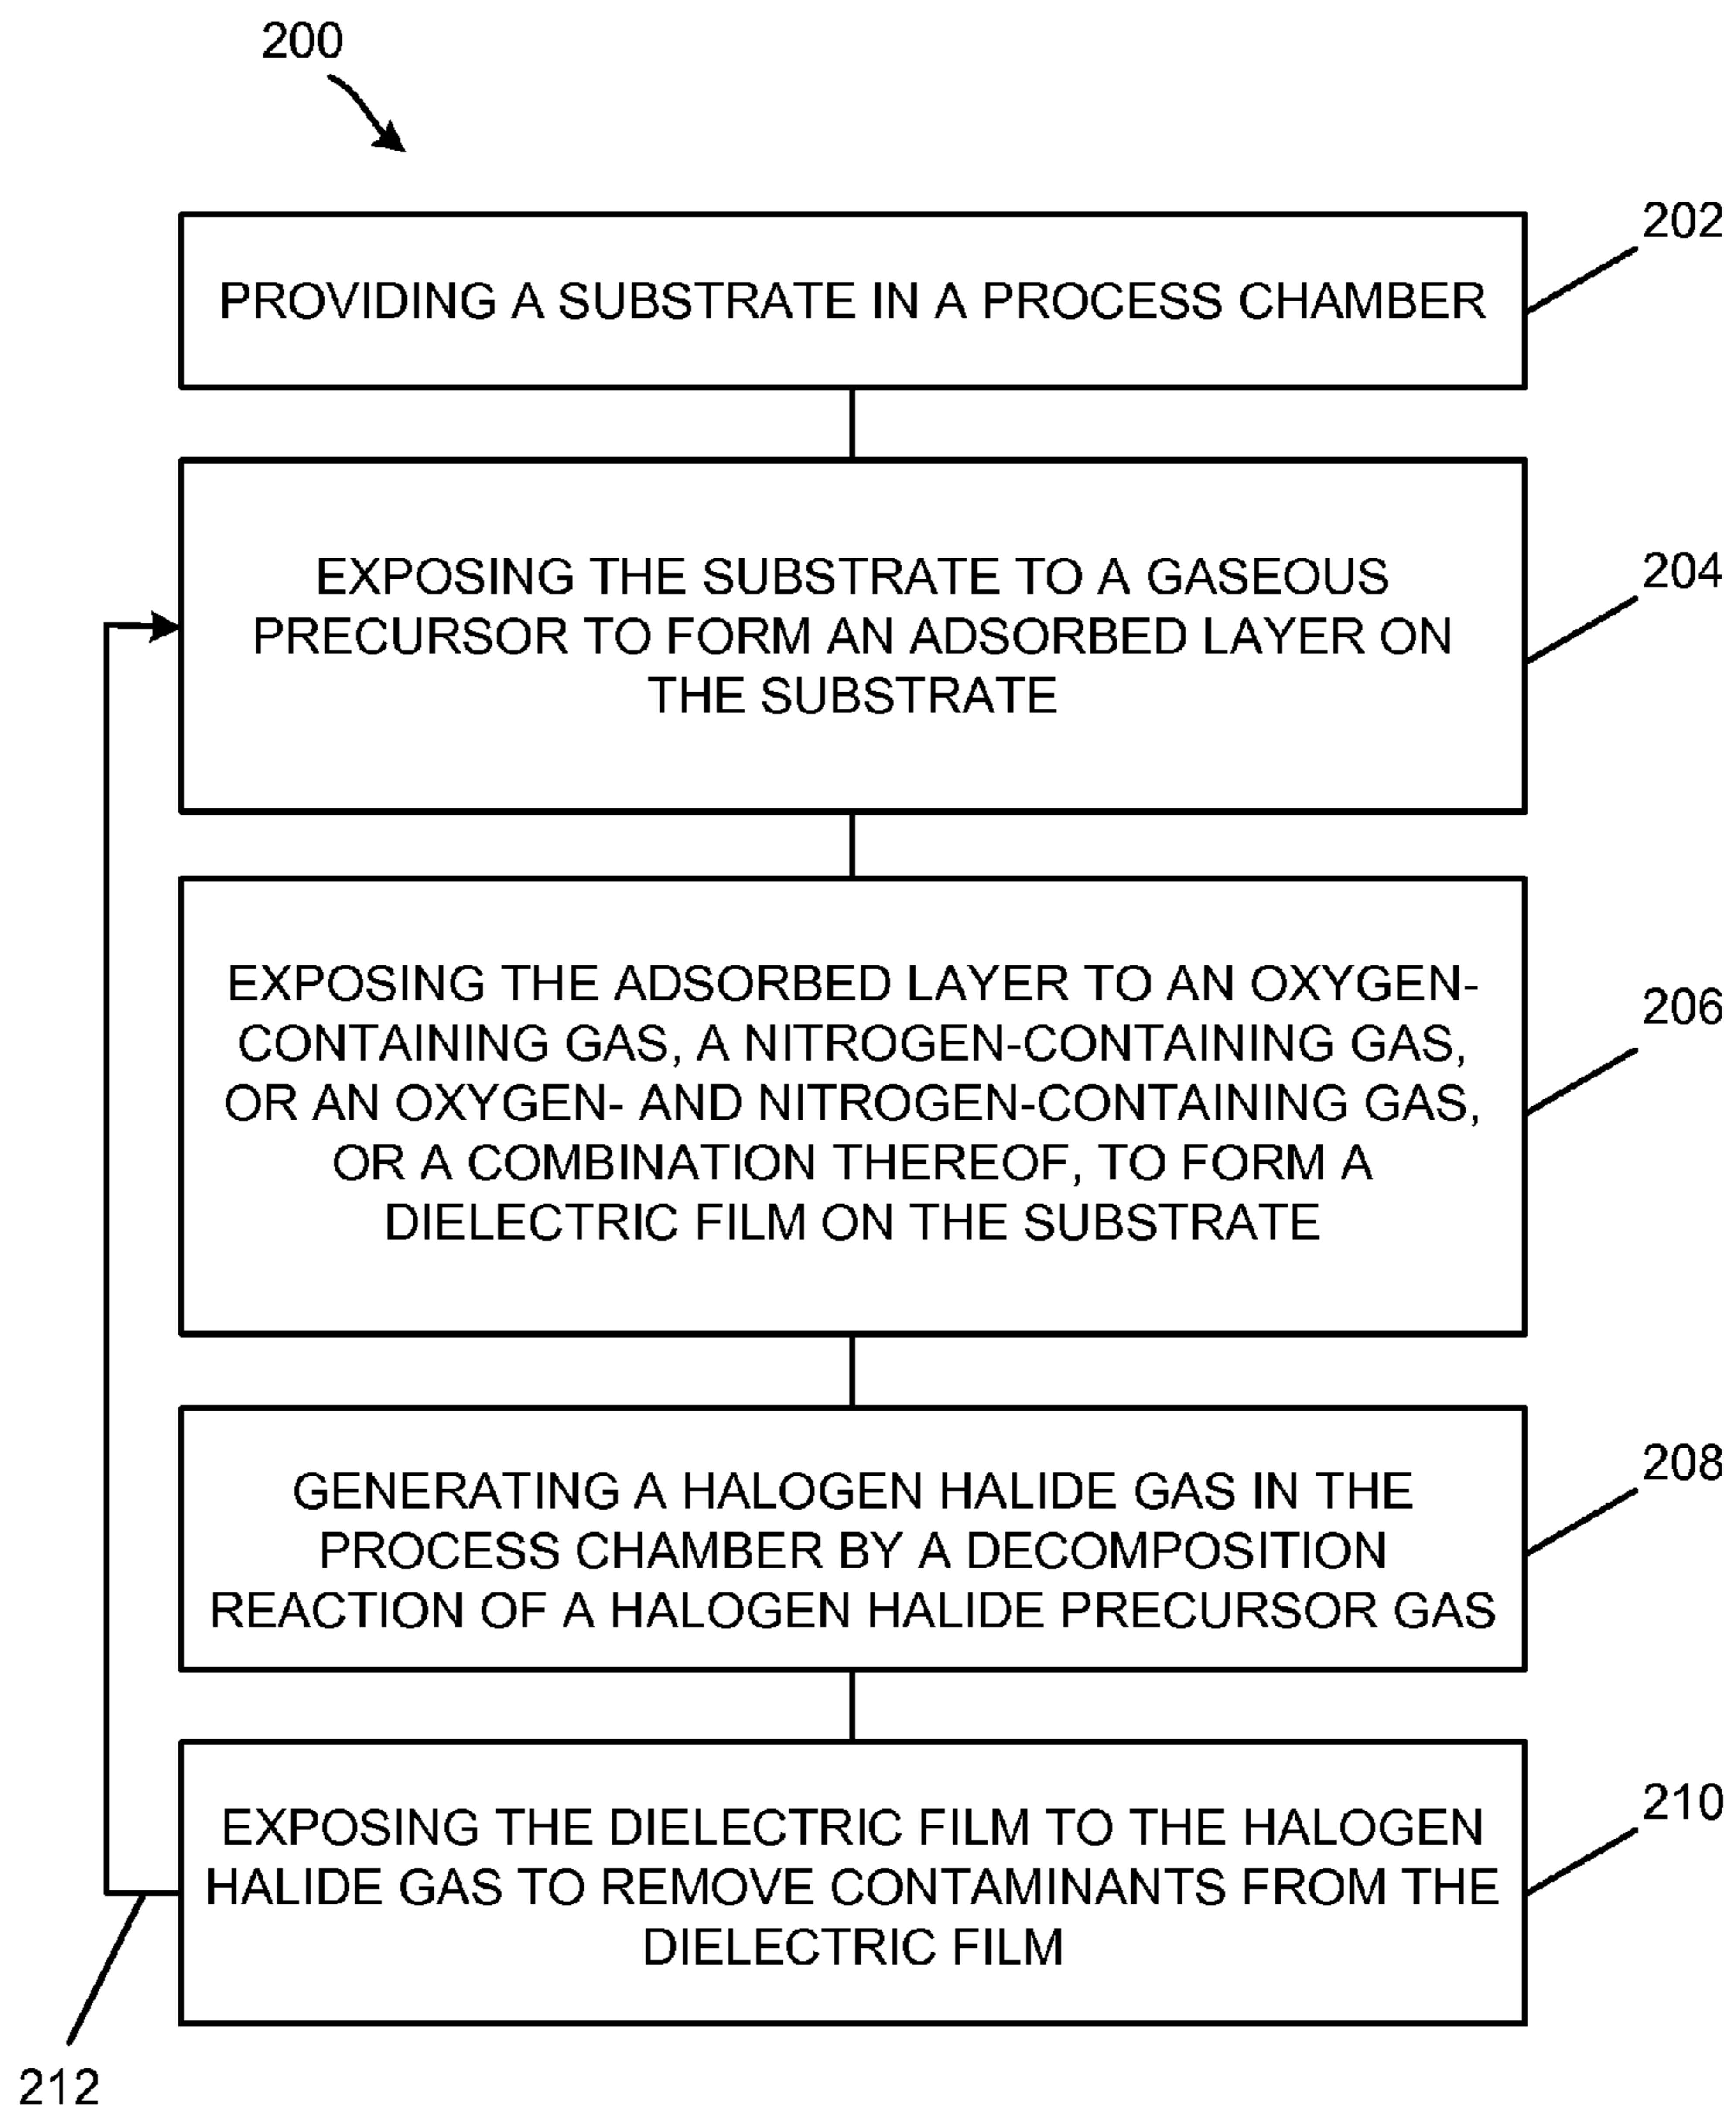 200
202
PROVIDING A SUBSTRATE IN A PROCESS CHAMBER
204
EXPOSING THE SUBSTRATE TO A GASEOUS
PRECURSOR TO FORM AN ADSORBED LAYER ON
THE SUBSTRATE
206
EXPOSING THE ADSORBED LAYER TO AN OXYGEN-
CONTAINING GAS, A NITROGEN-CONTAINING GAS,
OR AN OXYGEN- AND NITROGEN-CONTAINING GAS,
OR A COMBINATION THEREOF, TO FORM A
DIELECTRIC FILM ON THE SUBSTRATE
208
GENERATING A HALOGEN HALIDE GAS IN THE
PROCESS CHAMBER BY A DECOMPOSITION
REACTION OF A HALOGEN HALIDE PRECURSOR GAS
210
EXPOSING THE DIELECTRIC FILM TO THE HALOGEN
HALIDE GAS TO REMOVE CONTAMINANTS FROM THE
DIELECTRIC FILM
212